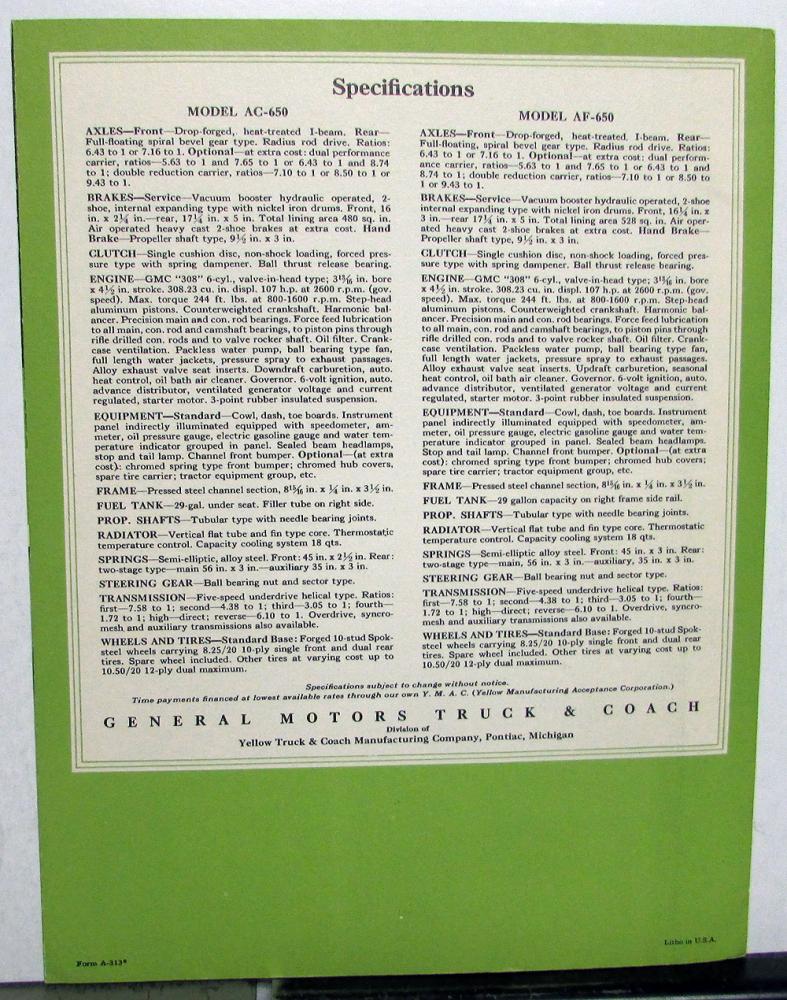 Specifications
MODEL AC-650
AXLES—Front—Drop-forged, heat-treated I-beam. Rear—
Full-floating spiral bevel gear type. Radius rod drive. Ratios:
6.43 to 1 or 7.16 to 1. Optional—at extra cost: dual performance
carrier, ratios—5.63 to 1 and 7.65 to 1 or 6.43 to 1 and 8.74
to 1; double reduction carrier, ratios—7.10 to 1 or 8.50 to 1 or
9.43 to 1.
BRAKES—Service—Vacuum booster hydraulic operated, 2-
shoe, internal expanding type with nickel iron drums. Front, 16
in. x 2¼ in.—rear, 17¼ in. x 5 in. Total lining area 480 sq. in.
Air operated heavy cast 2-shoe brakes at extra cost. Hand
Brake—Propeller shaft type, 9½ in. x 3 in.
CLUTCH—Single cushion disc, non-shock loading, forced pres-
sure type with spring dampener. Ball thrust release bearing.
ENGINE—GMC "308" 6-cyl., valve-in-head type; 3 13/16 in. bore
x 4½ in. stroke. 308.23 cu. in. displ. 107 h.p. at 2600 r.p.m. (gov.
speed). Max. torque 244 ft. lbs. at 800-1600 r.p.m. Step-head
aluminum pistons. Counterweighted crankshaft. Harmonic bal-
ancer. Precision main and con. rod bearings. Force feed lubrication
to all main, con. rod and camshaft bearings, to piston pins through
rifle drilled con. rods and to valve rocker shaft. Oil filter. Crank-
case ventilation. Packless water pump, ball bearing type fan,
full length water jackets, pressure spray to exhaust passages.
Alloy exhaust valve seat inserts. Downdraft carburetion, auto.
heat control, oil bath air cleaner. Governor. 6-volt ignition, auto.
advance distributor, ventilated generator voltage and current
regulated, starter motor. 3-point rubber insulated suspension.
EQUIPMENT—Standard—Cowl, dash, toe boards. Instrument
panel indirectly illuminated equipped with speedometer, am-
meter, oil pressure gauge, electric gasoline gauge and water tem-
perature indicator grouped in panel. Sealed beam headlamps,
stop and tail lamp. Channel front bumper. Optional—(at extra
cost): chromed spring type front bumper; chromed hub covers,
spare tire carrier; tractor equipment group, etc.
FRAME—Pressed steel channel section, 8 15/16 in. x ¼ in. x 3½ in.
FUEL TANK—29-gal. under seat. Filler tube on right side.
PROP. SHAFTS—Tubular type with needle bearing joints.
RADIATOR—Vertical flat tube and fin type core. Thermostatic
temperature control. Capacity cooling system 18 qts.
SPRINGS—Semi-elliptic, alloy steel. Front: 45 in. x 2½ in. Rear:
two-stage type—main 56 in. x 3 in.—auxiliary 35 in. x 3 in.
STEERING GEAR—Ball bearing nut and sector type.
TRANSMISSION—Five-speed underdrive helical type. Ratios:
first—7.58 to 1; second—4.38 to 1; third—3.05 to 1; fourth—
1.72 to 1; high—direct; reverse—6.10 to 1. Overdrive, syncro-
mesh and auxiliary transmissions also available.
WHEELS AND TIRES—Standard Base: Forged 10-stud Spok-
steel wheels carrying 8.25/20 10-ply single front and dual rear
tires. Spare wheel included. Other tires at varying cost up to
10.50/20 12-ply dual maximum.
MODEL AF-650
AXLES—Front—Drop-forged, heat-treated I-beam. Rear—
Full-floating, spiral bevel gear type. Radius rod drive. Ratios:
6.43 to 1 or 7.16 to 1. Optional—at extra cost: dual perform-
ance carrier, ratios—5.63 to 1 and 7.65 to 1 or 6.43 to 1 and
8.74 to 1; double reduction carrier, ratios—7.10 to 1 or 8.50 to
1 or 9.43 to 1.
BRAKES—Service—Vacuum booster hydraulic operated, 2-shoe
internal expanding type with nickel iron drums. Front, 16¼ in. x
3 in.—rear 17¼ in. x 5 in. Total lining area 528 sq. in. Air oper-
ated heavy cast 2-shoe brakes at extra cost. Hand Brake—
Propeller shaft type, 9½ in. x 3 in.
CLUTCH—Single cushion disc, non-shock loading, forced pres-
sure type with spring dampener. Ball thrust release bearing.
ENGINE—GMC "308" 6-cyl., valve-in-head type; 3 13/16 in. bore
x 4½ in. stroke. 308.23 cu. in. displ. 107 h.p. at 2600 r.p.m. (gov.
speed). Max. torque 244 ft. lbs. at 800-1600 r.p.m. Step-head
aluminum pistons. Counterweighted crankshaft. Harmonic bal-
ancer. Precision main and con. rod bearings. Force feed lubrication
to all main, con. rod and camshaft bearings, to piston pins through
rifle drilled con. rods and to valve rocker shaft. Oil filter. Crank-
case ventilation. Packless water pump, ball bearing type fan,
full length water jackets, pressure spray to exhaust passages.
Alloy exhaust valve seat inserts. Updraft carburetion, seasonal
heat control, oil bath air cleaner. Governor. 6-volt ignition, auto.
advance distributor, ventilated generator voltage and current
regulated, starter motor. 3-point rubber insulated suspension.
EQUIPMENT—Standard—Cowl, dash, toe boards. Instrument
panel indirectly illuminated equipped with speedometer, am-
meter, oil pressure gauge, electric gasoline gauge and water tem-
perature indicator grouped in panel. Sealed beam headlamps.
Stop and tail lamp. Channel front bumper. Optional—(at extra
cost): chromed spring type front bumper; chromed hub covers;
spare tire carrier; tractor equipment group, etc.
FRAME—Pressed steel channel section, 8 15/16 in. x ¼ in. x 3½ in.
FUEL TANK—29 gallon capacity on right frame side rail.
PROP. SHAFTS—Tubular type with needle bearing joints.
RADIATOR—Vertical flat tube and fin type core. Thermostatic
temperature control. Capacity cooling system 18 qts.
SPRINGS—Semi-elliptic alloy steel. Front: 45 in. x 3 in. Rear:
two-stage type—main, 56 in. x 3 in.—auxiliary, 35 in. x 3 in.
STEERING GEAR—Ball bearing nut and sector type.
TRANSMISSION—Five-speed underdrive helical type. Ratios:
first—7.58 to 1; second—4.38 to 1; third—3.05 to 1; fourth—
1.72 to 1; high—direct; reverse—6.10 to 1. Overdrive, syncro-
mesh and auxiliary transmissions also available.
WHEELS AND TIRES—Standard Base: Forged 10-stud Spok-
steel wheels carrying 8.25/20 10-ply single front and dual rear
tires. Spare wheel included. Other tires at varying cost up to
10.50/20 12-ply dual maximum.
Specifications subject to change without notice.
Time payments financed at lowest available rates through our own Y. M. A. C. (Yellow Manufacturing Acceptance Corporation.)
GENERAL MOTORS TRUCK & COACH
Division of
Yellow Truck & Coach Manufacturing Company, Pontiac, Michigan
Form A-313*
Litho in U.S.A.